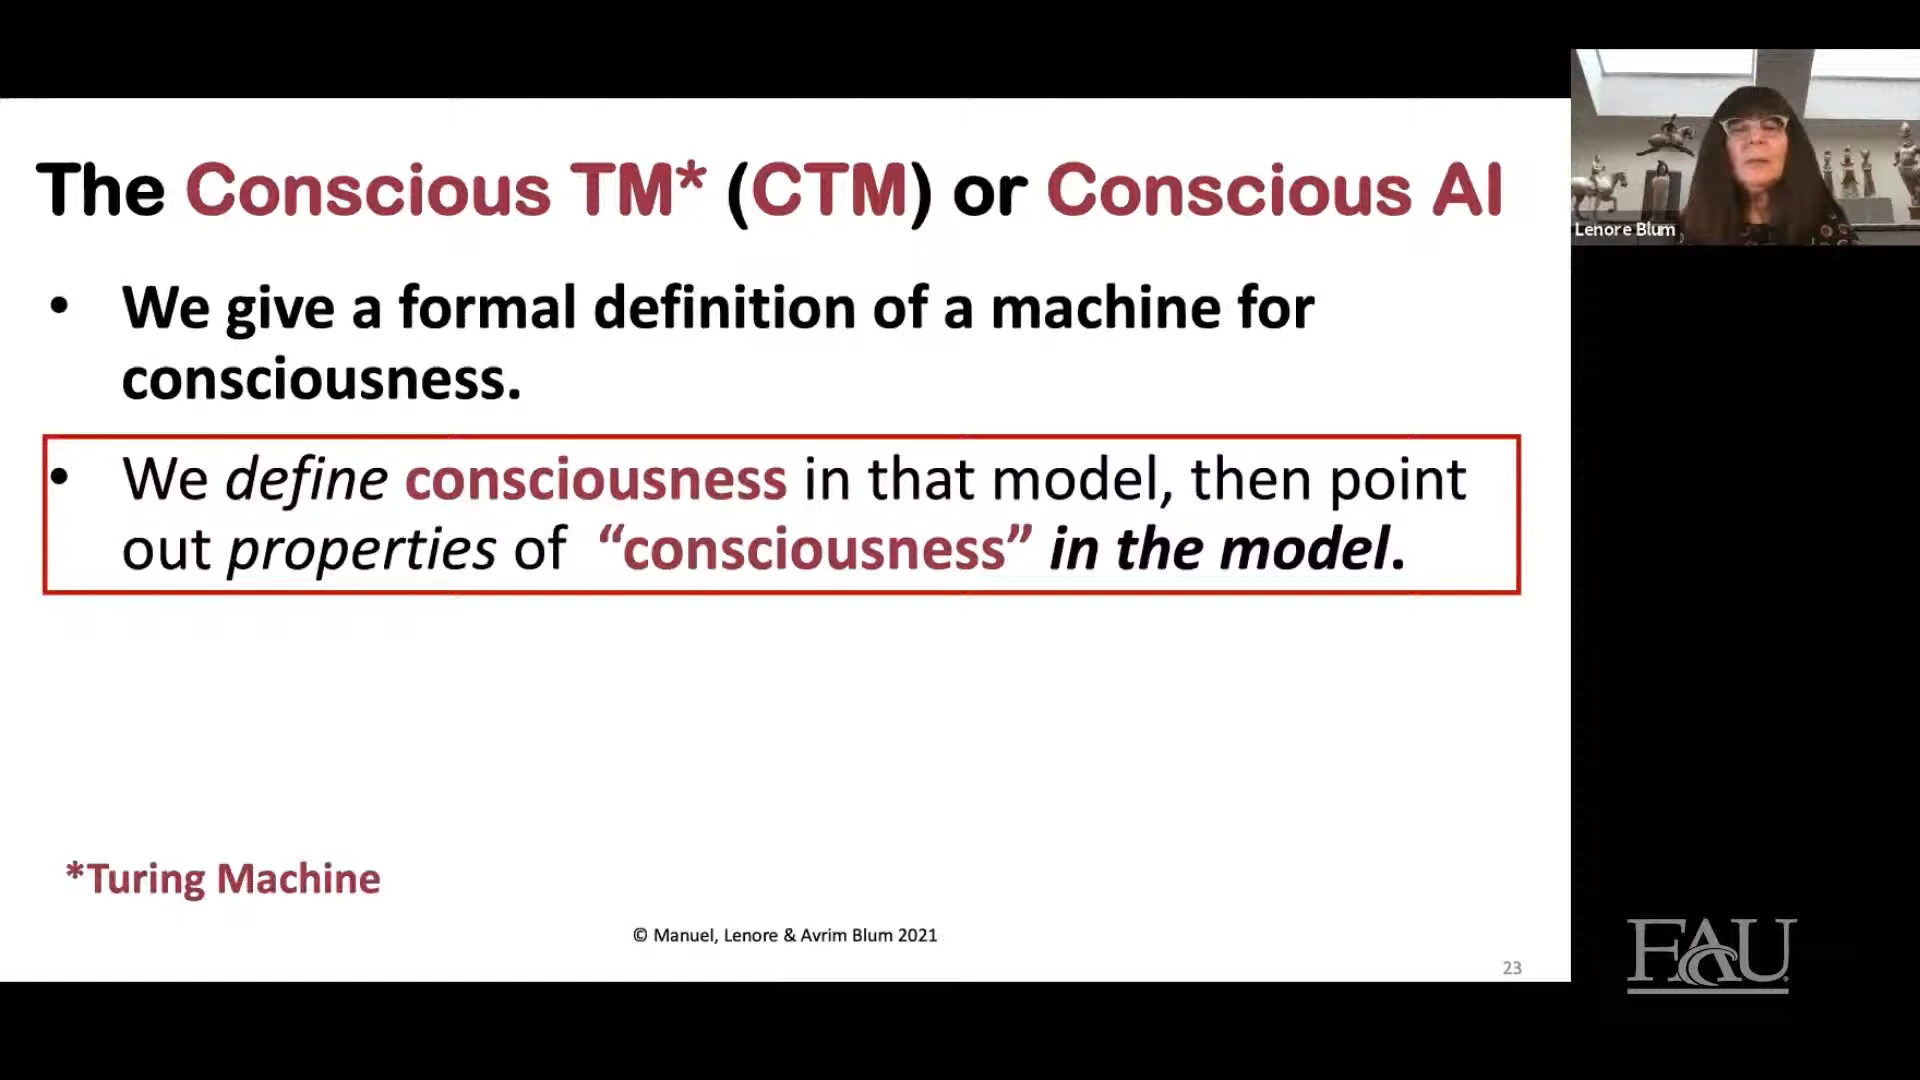 The Conscious TM* (CTM) or Conscious AI
• We give a formal definition of a machine for
consciousness.
• We define consciousness in that model, then point
out properties of “consciousness” in the model.
*Turing Machine
© Manuel, Lenore & Avrim Blum 2021
23
Lenore Blum
FAU